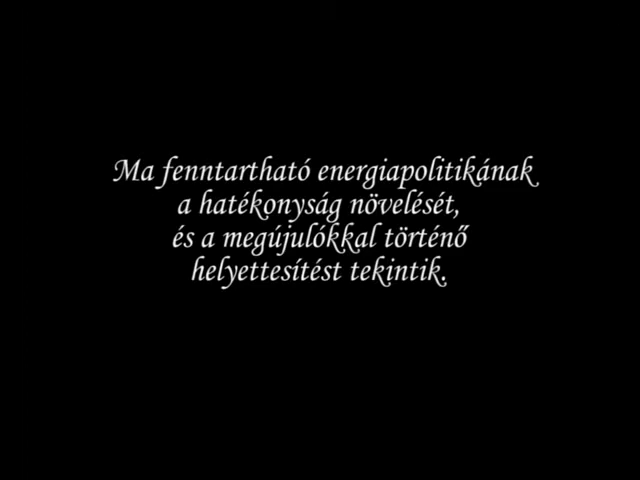 Ma fenntartható energiapolitikának
a hatékonyság növelését,
és a megújulókkal történő
helyettesítést tekintik.